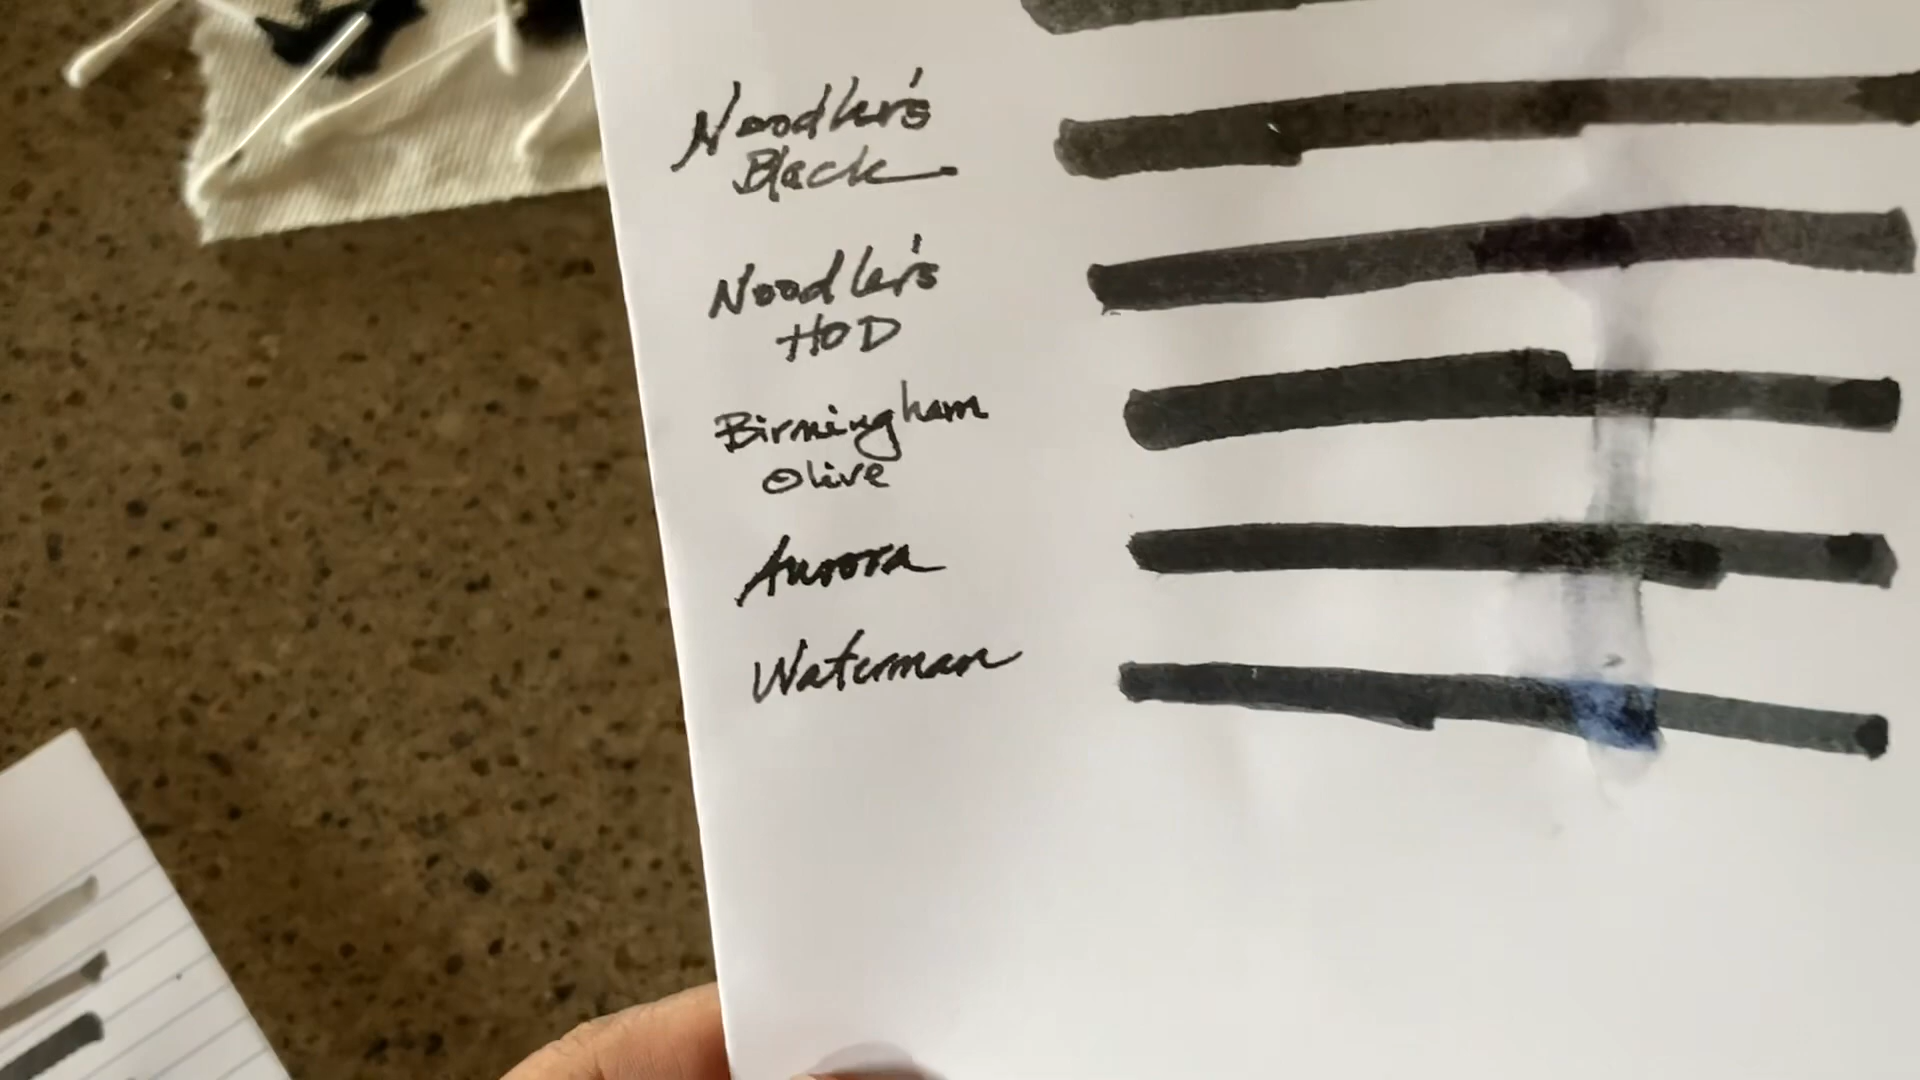 Noodler's
Black
Noodler's
HOD
Birmingham
Olive
Aurora
Waterman